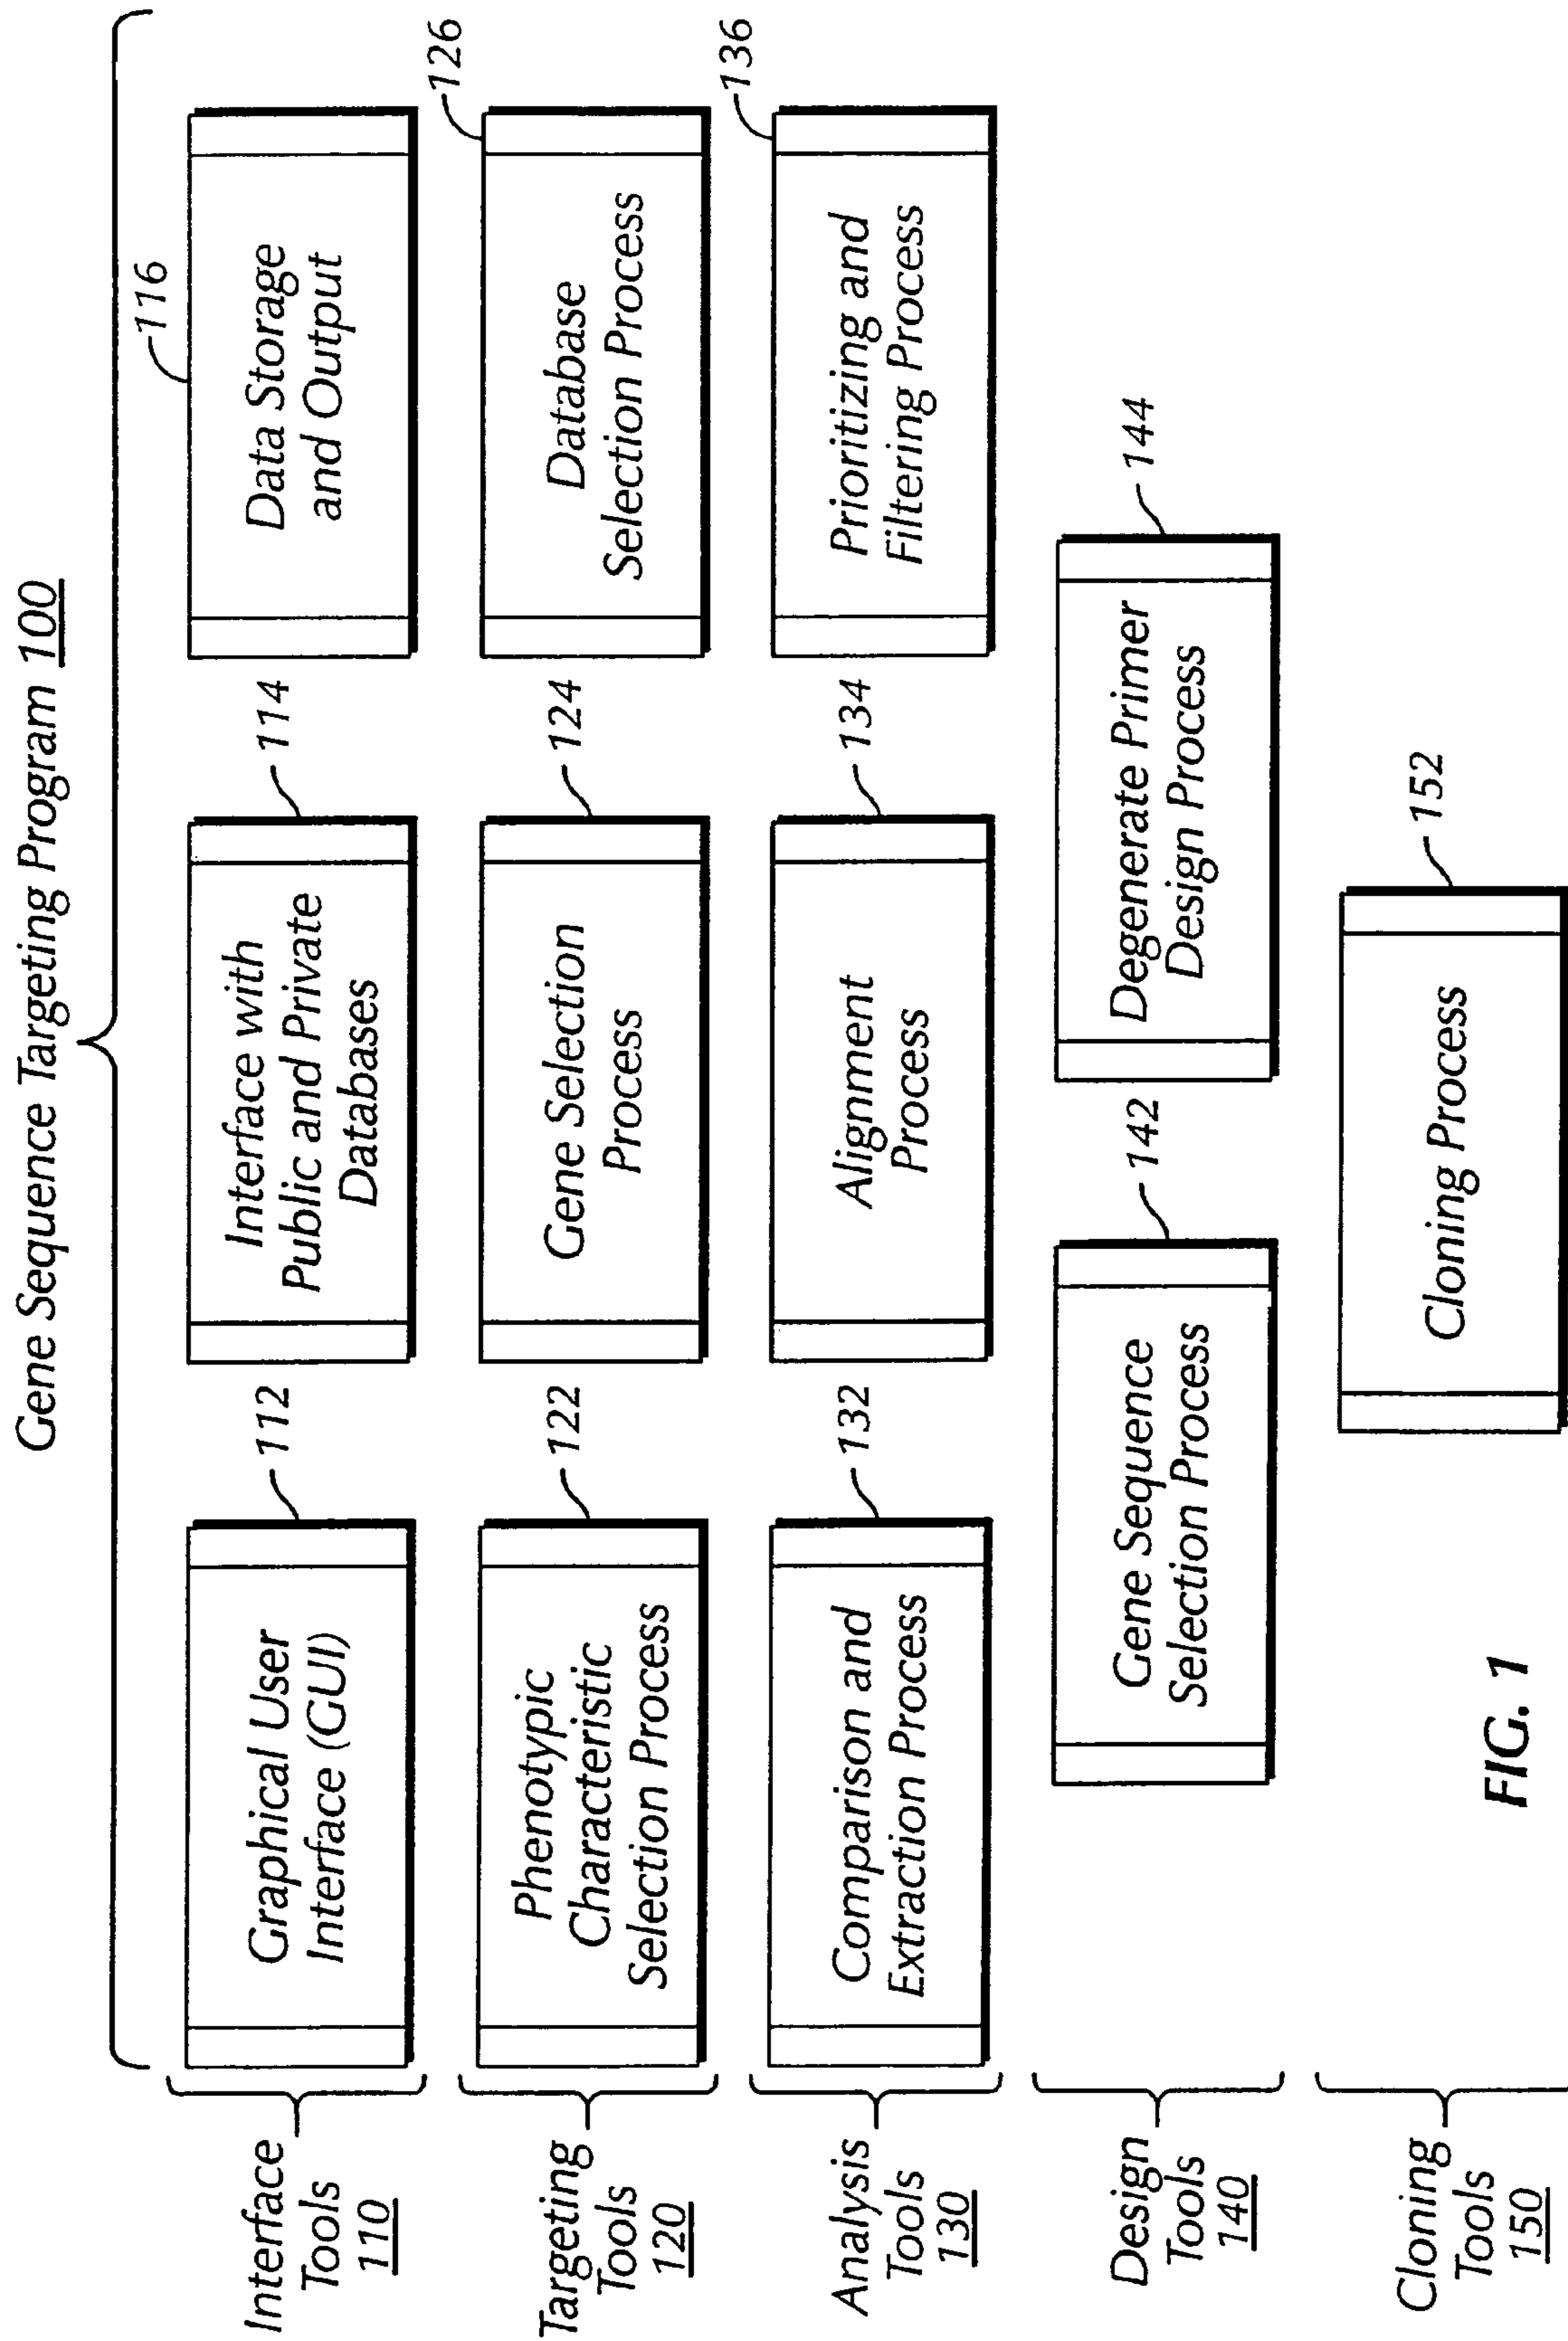 Gene Sequence Targeting Program 100
Interface
Tools
110
Graphical User
Interface (GUI)
112
Interface with
Public and Private
Databases
114
Data Storage
and Output
116
Targeting
Tools
120
Phenotypic
Characteristic
Selection Process
122
Gene Selection
Process
124
Database
Selection Process
126
Analysis
Tools
130
Comparison and
Extraction Process
132
Alignment
Process
134
Prioritizing and
Filtering Process
136
Design
Tools
140
Gene Sequence
Selection Process
142
Degenerate Primer
Design Process
144
Cloning
Tools
150
Cloning Process
152
FIG. 1